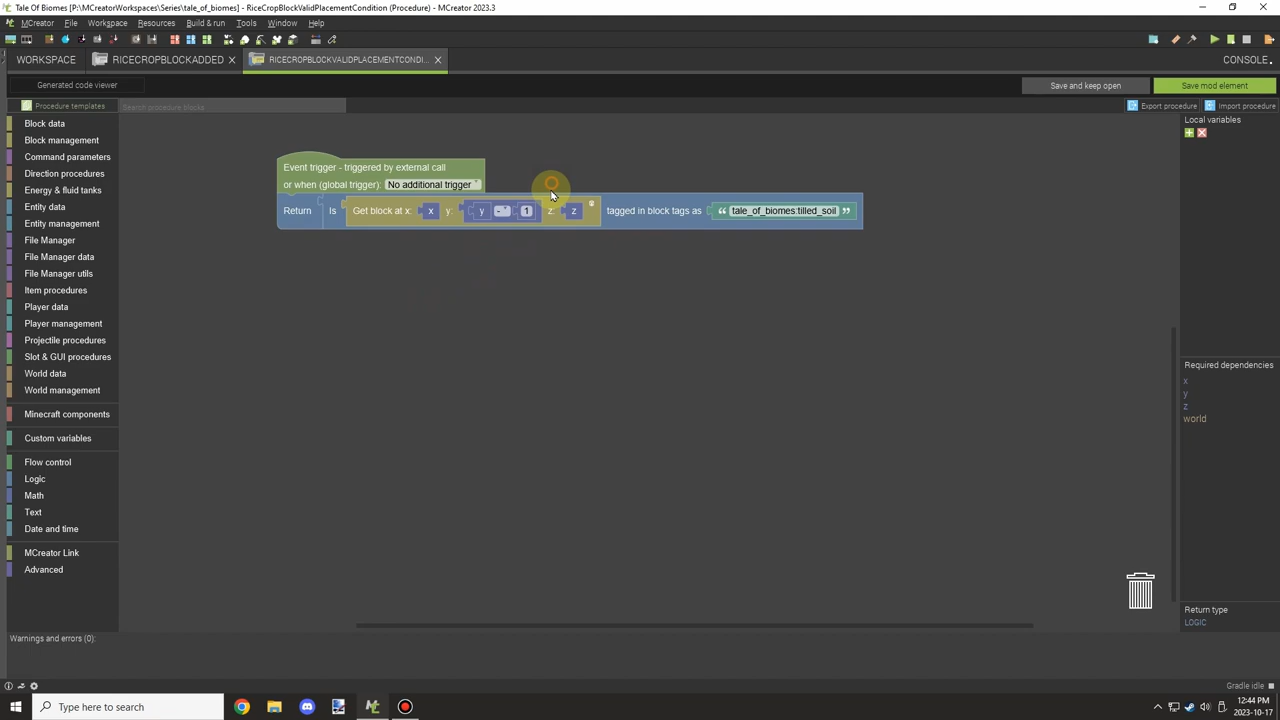 Tale Of Biomes [P:\MCreatorWorkspaces\Series\tale_of_biomes] - RiceCropBlockValidPlacementCondition (Procedure) - MCreator 2023.3
MCreator File Workspace Resources Build & run Tools Window Help
WORKSPACE RICECROPBLOCKADDED RICECROPBLOCKVALIDPLACEMENTCONDI... CONSOLE
Generated code viewer Save and keep open Save mod element
Procedure templates Search procedure blocks Export procedure Import procedure
Block data
Block management
Command parameters
Direction procedures
Energy & fluid tanks
Entity data
Entity management
File Manager
File Manager data
File Manager utils
Item procedures
Player data
Player management
Projectile procedures
Slot & GUI procedures
World data
World management
Minecraft components
Custom variables
Flow control
Logic
Math
Text
Date and time
MCreator Link
Advanced
Event trigger - triggered by external call
or when (global trigger): No additional trigger
Return Is Get block at x: x y: y - 1 z: z tagged in block tags as “ tale_of_biomes:tilled_soil ”
Local variables
Required dependencies
x
y
z
world
Return type
LOGIC
Warnings and errors (0):
Gradle idle
Type here to search
12:44 PM
2023-10-17